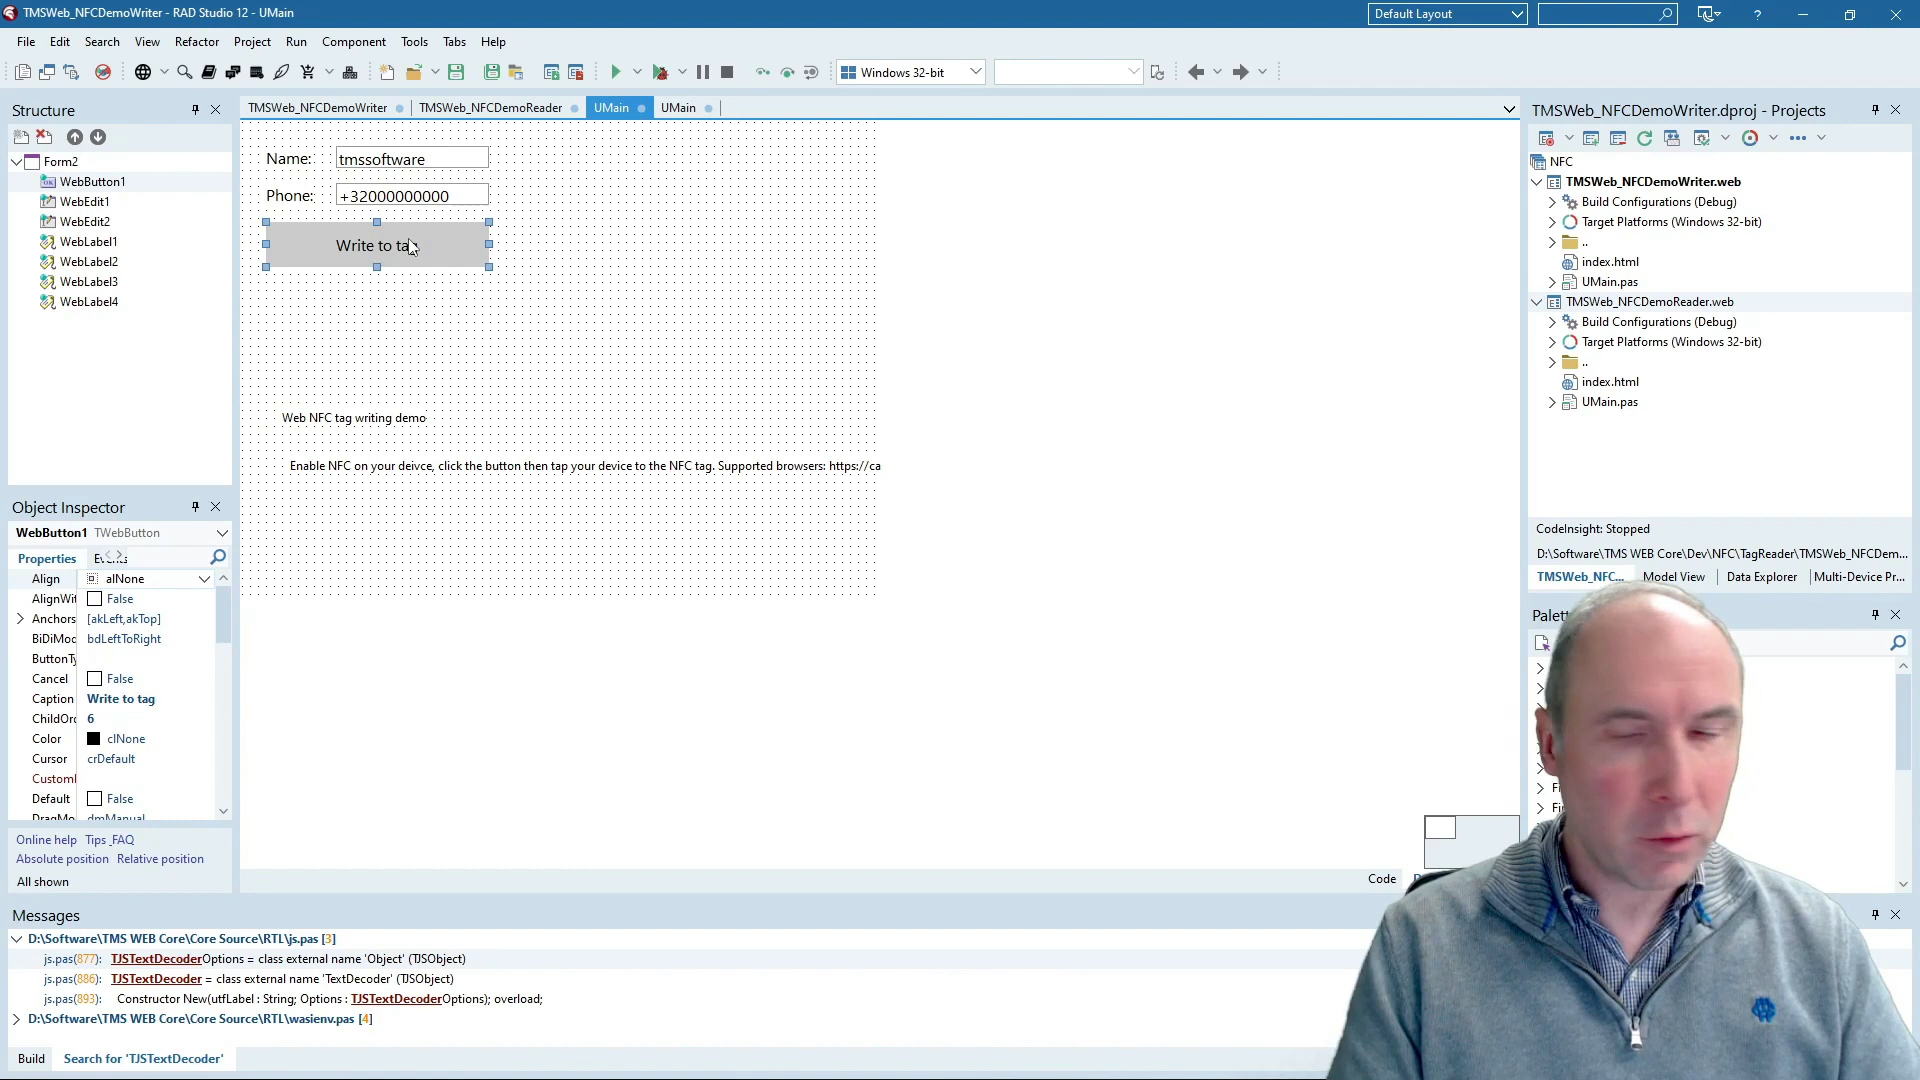 TMSWeb_NFCDemoWriter - RAD Studio 12 - UMain
Default Layout
File Edit Search View Refactor Project Run Component Tools Tabs Help
Windows 32-bit
Structure
Form2
WebButton1
WebEdit1
WebEdit2
WebLabel1
WebLabel2
WebLabel3
WebLabel4
Object Inspector
WebButton1 TWebButton
Properties
Align alNone
AlignWit False
Anchors [akLeft,akTop]
BiDiMod bdLeftToRight
ButtonTy
Cancel False
Caption Write to tag
ChildOrd 6
Color clNone
Cursor crDefault
CustomI
Default False
DragMo dmManual
Online help Tips FAQ
Absolute position Relative position
All shown
TMSWeb_NFCDemoWriter TMSWeb_NFCDemoReader UMain UMain
Name: tmssoftware
Phone: +32000000000
Write to tag
Web NFC tag writing demo
Enable NFC on your deivce, click the button then tap your device to the NFC tag. Supported browsers: https://ca
Code
TMSWeb_NFCDemoWriter.dproj - Projects
NFC
TMSWeb_NFCDemoWriter.web
Build Configurations (Debug)
Target Platforms (Windows 32-bit)
..
index.html
UMain.pas
TMSWeb_NFCDemoReader.web
Build Configurations (Debug)
Target Platforms (Windows 32-bit)
..
index.html
UMain.pas
CodeInsight: Stopped
D:\Software\TMS WEB Core\Dev\NFC\TagReader\TMSWeb_NFCDem...
TMSWeb_NFC... Model View Data Explorer Multi-Device Pr...
Messages
D:\Software\TMS WEB Core\Core Source\RTL\js.pas [3]
js.pas(877): TJSTextDecoderOptions = class external name 'Object' (TJSObject)
js.pas(886): TJSTextDecoder = class external name 'TextDecoder' (TJSObject)
js.pas(893): Constructor New(utfLabel : String; Options : TJSTextDecoderOptions); overload;
D:\Software\TMS WEB Core\Core Source\RTL\wasienv.pas [4]
Build Search for 'TJSTextDecoder'